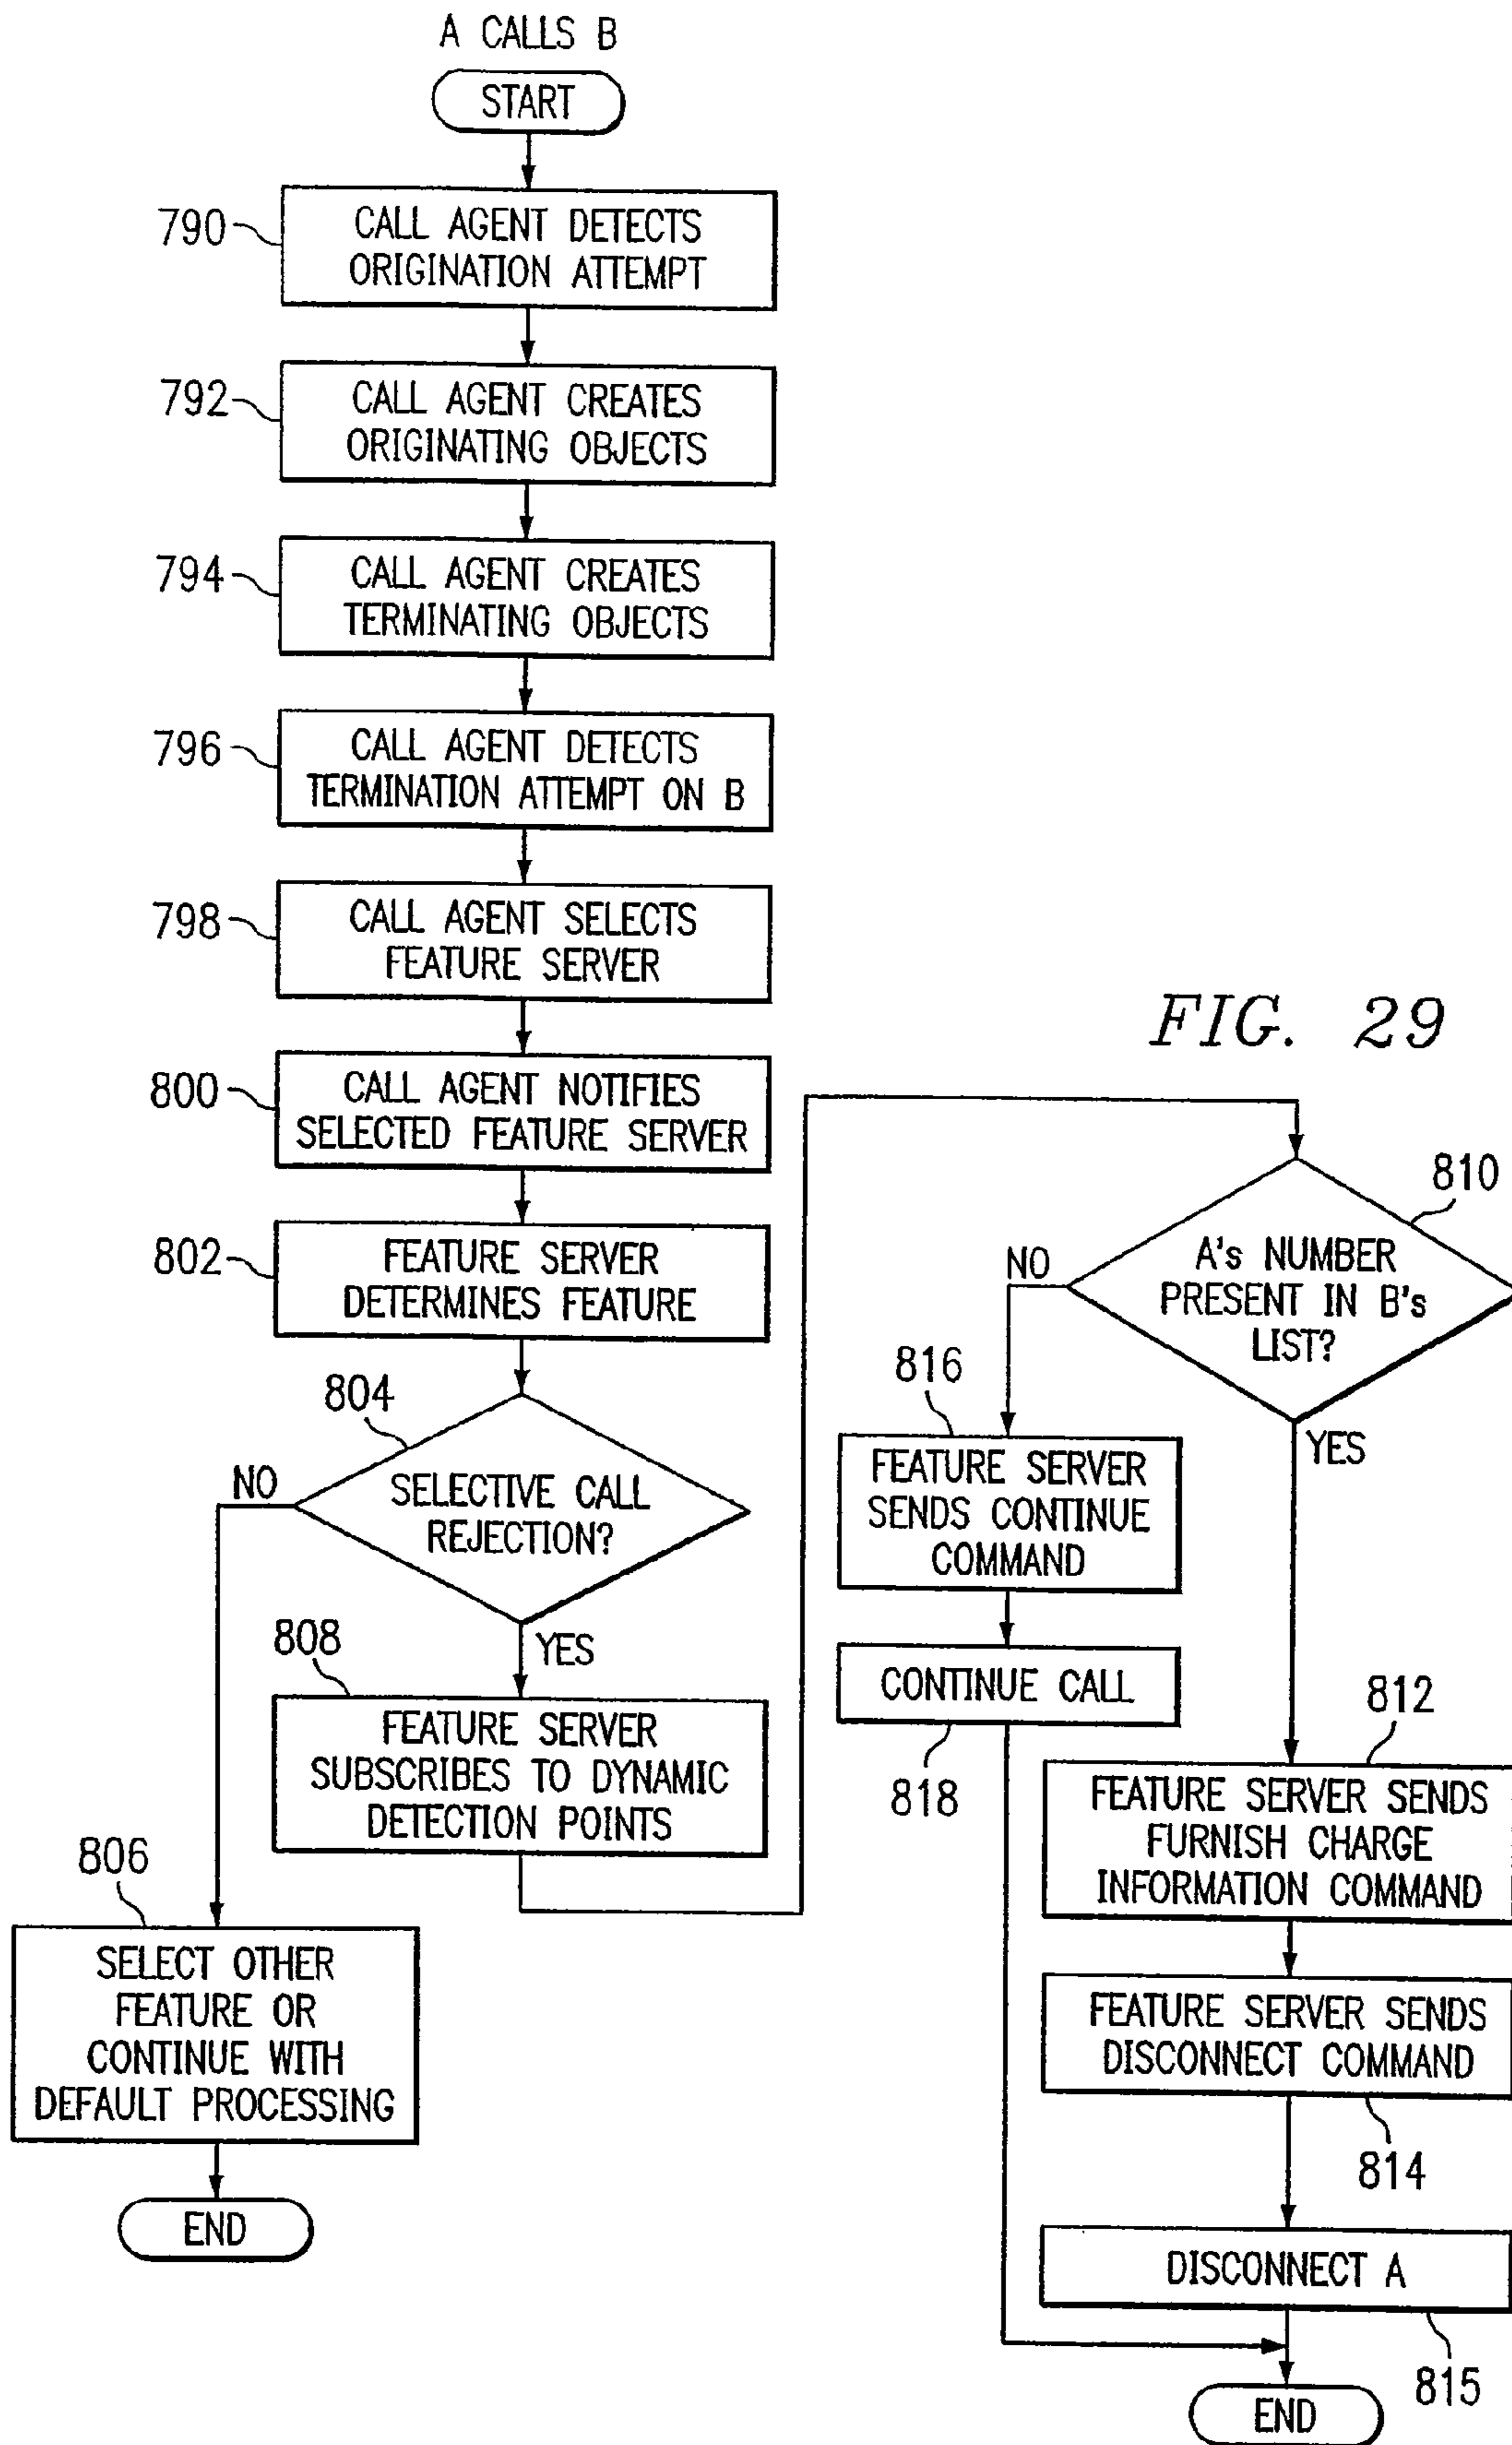 A CALLS B
START
790
CALL AGENT DETECTS
ORIGINATION ATTEMPT
792
CALL AGENT CREATES
ORIGINATING OBJECTS
794
CALL AGENT CREATES
TERMINATING OBJECTS
796
CALL AGENT DETECTS
TERMINATION ATTEMPT ON B
798
CALL AGENT SELECTS
FEATURE SERVER
800
CALL AGENT NOTIFIES
SELECTED FEATURE SERVER
802
FEATURE SERVER
DETERMINES FEATURE
804
NO
SELECTIVE CALL
REJECTION?
YES
808
FEATURE SERVER
SUBSCRIBES TO DYNAMIC
DETECTION POINTS
806
SELECT OTHER
FEATURE OR
CONTINUE WITH
DEFAULT PROCESSING
END
FIG. 29
810
NO
A's NUMBER
PRESENT IN B's
LIST?
YES
816
FEATURE SERVER
SENDS CONTINUE
COMMAND
CONTINUE CALL
818
812
FEATURE SERVER SENDS
FURNISH CHARGE
INFORMATION COMMAND
FEATURE SERVER SENDS
DISCONNECT COMMAND
814
DISCONNECT A
815
END